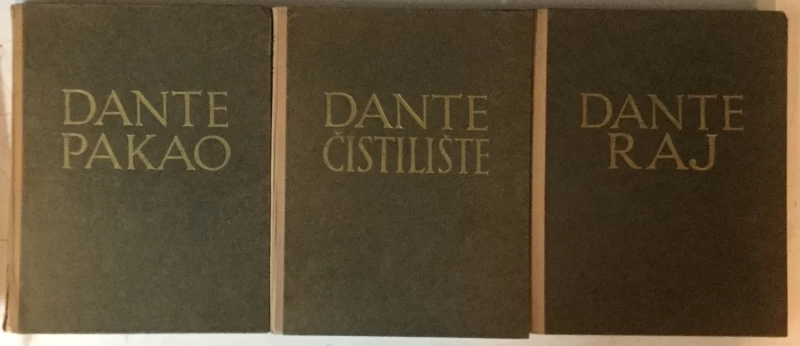 DANTE
PAKAO
DANTE
ČISTILIŠTE
DANTE
RAJ